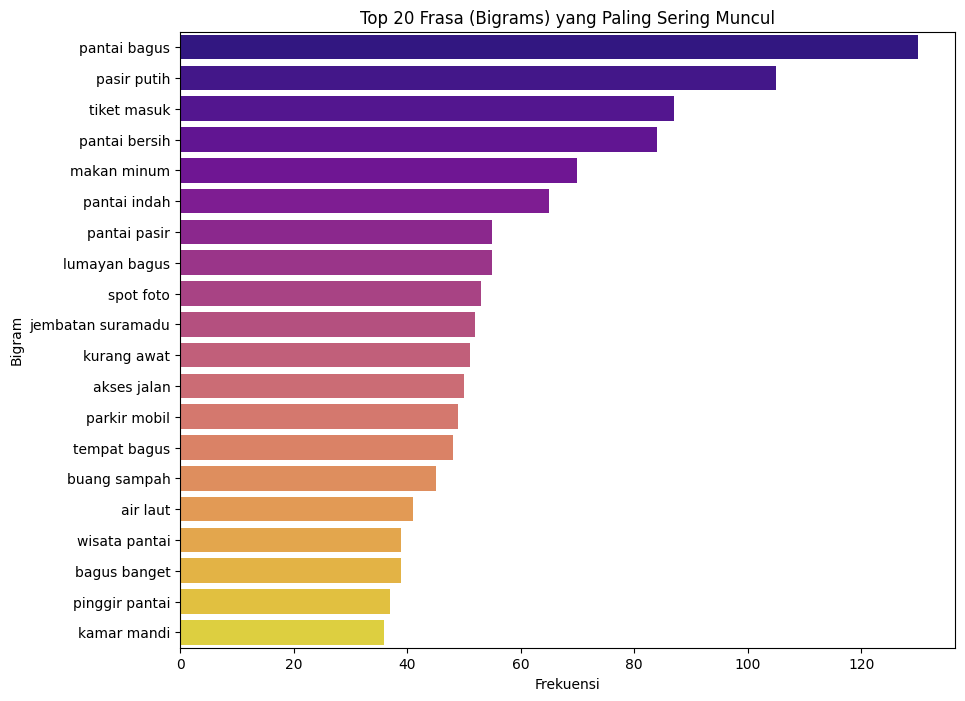 Top 20 Frasa (Bigrams) yang Paling Sering Muncul
Bigram
pantai bagus
pasir putih
tiket masuk
pantai bersih
makan minum
pantai indah
pantai pasir
lumayan bagus
spot foto
jembatan suramadu
kurang awat
akses jalan
parkir mobil
tempat bagus
buang sampah
air laut
wisata pantai
bagus banget
pinggir pantai
kamar mandi
0 20 40 60 80 100 120
Frekuensi